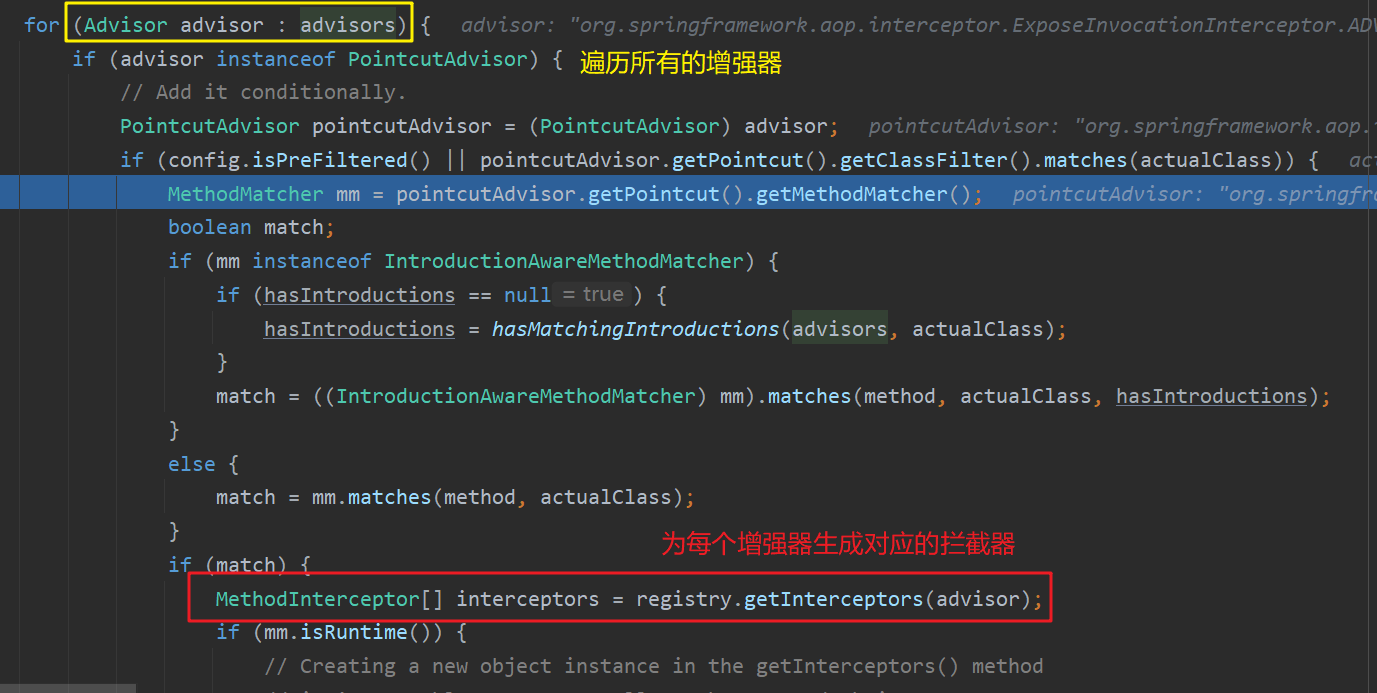 for (Advisor advisor : advisors) {  advisor: "org.springframework.aop.interceptor.ExposeInvocationInterceptor.ADV
if (advisor instanceof PointcutAdvisor) { 遍历所有的增强器
// Add it conditionally.
PointcutAdvisor pointcutAdvisor = (PointcutAdvisor) advisor;  pointcutAdvisor: "org.springframework.aop.
if (config.isPreFiltered() || pointcutAdvisor.getPointcut().getClassFilter().matches(actualClass)) {  act
MethodMatcher mm = pointcutAdvisor.getPointcut().getMethodMatcher();  pointcutAdvisor: "org.springfra
boolean match;
if (mm instanceof IntroductionAwareMethodMatcher) {
if (hasIntroductions == null = true ) {
hasIntroductions = hasMatchingIntroductions(advisors, actualClass);
}
match = ((IntroductionAwareMethodMatcher) mm).matches(method, actualClass, hasIntroductions);
}
else {
match = mm.matches(method, actualClass);
}
为每个增强器生成对应的拦截器
if (match) {
MethodInterceptor[] interceptors = registry.getInterceptors(advisor);
if (mm.isRuntime()) {
// Creating a new object instance in the getInterceptors() method